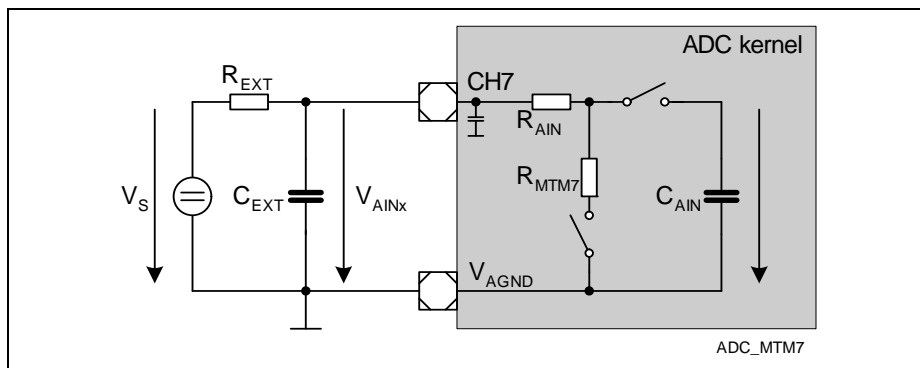 ADC kernel
R_EXT
CH7
R_AIN
R_MTM7
V_S
C_EXT
V_AINx
C_AIN
V_AGND
ADC_MTM7